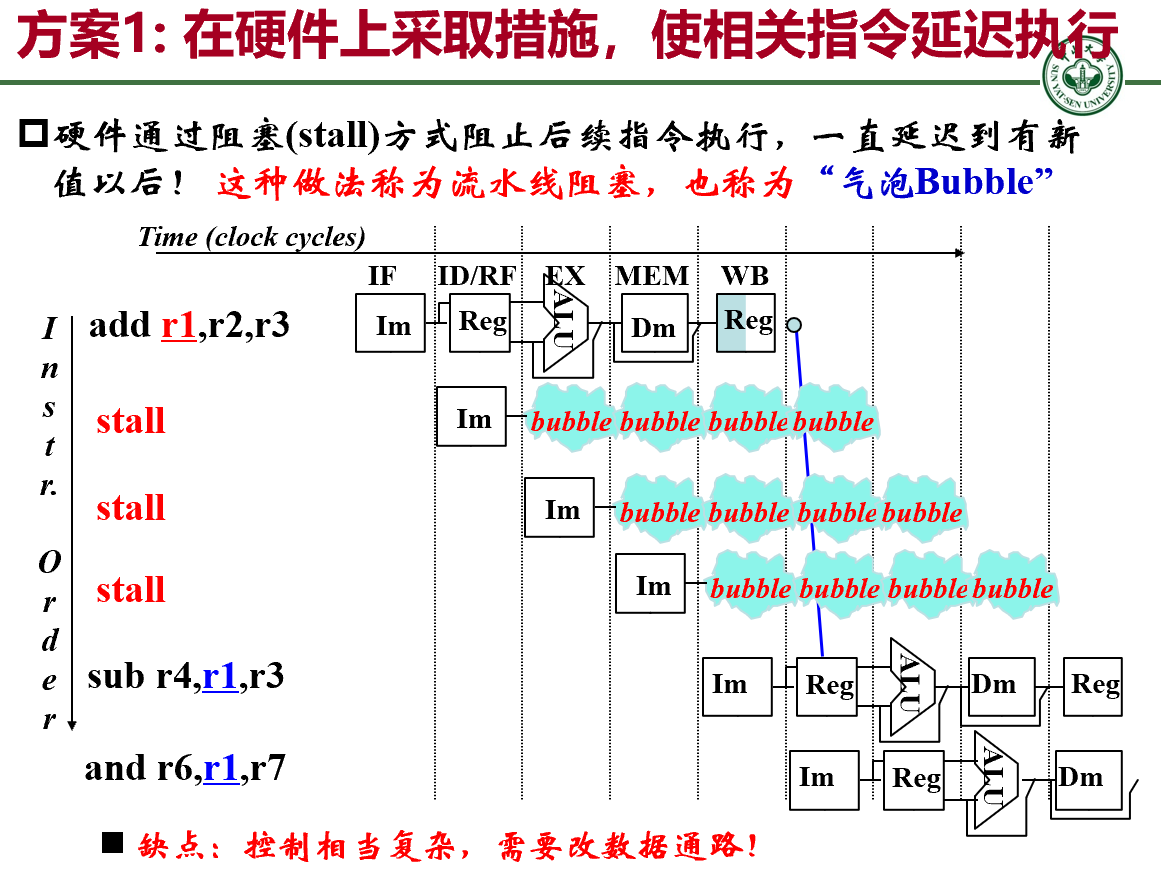 方案1: 在硬件上采取措施，使相关指令延迟执行
SUN YAT-SEN UNIVERSITY
硬件通过阻塞(stall)方式阻止后续指令执行，一直延迟到有新
值以后！这种做法称为流水线阻塞，也称为“气泡Bubble”
Time (clock cycles)
IF ID/RF EX MEM WB
Instr. Order
add r1,r2,r3
Im Reg ALU Dm Reg
stall
Im bubble bubble bubble bubble
stall
Im bubble bubble bubble bubble
stall
Im bubble bubble bubble bubble
sub r4,r1,r3
Im Reg ALU Dm Reg
and r6,r1,r7
Im Reg ALU Dm
缺点：控制相当复杂，需要改数据通路！